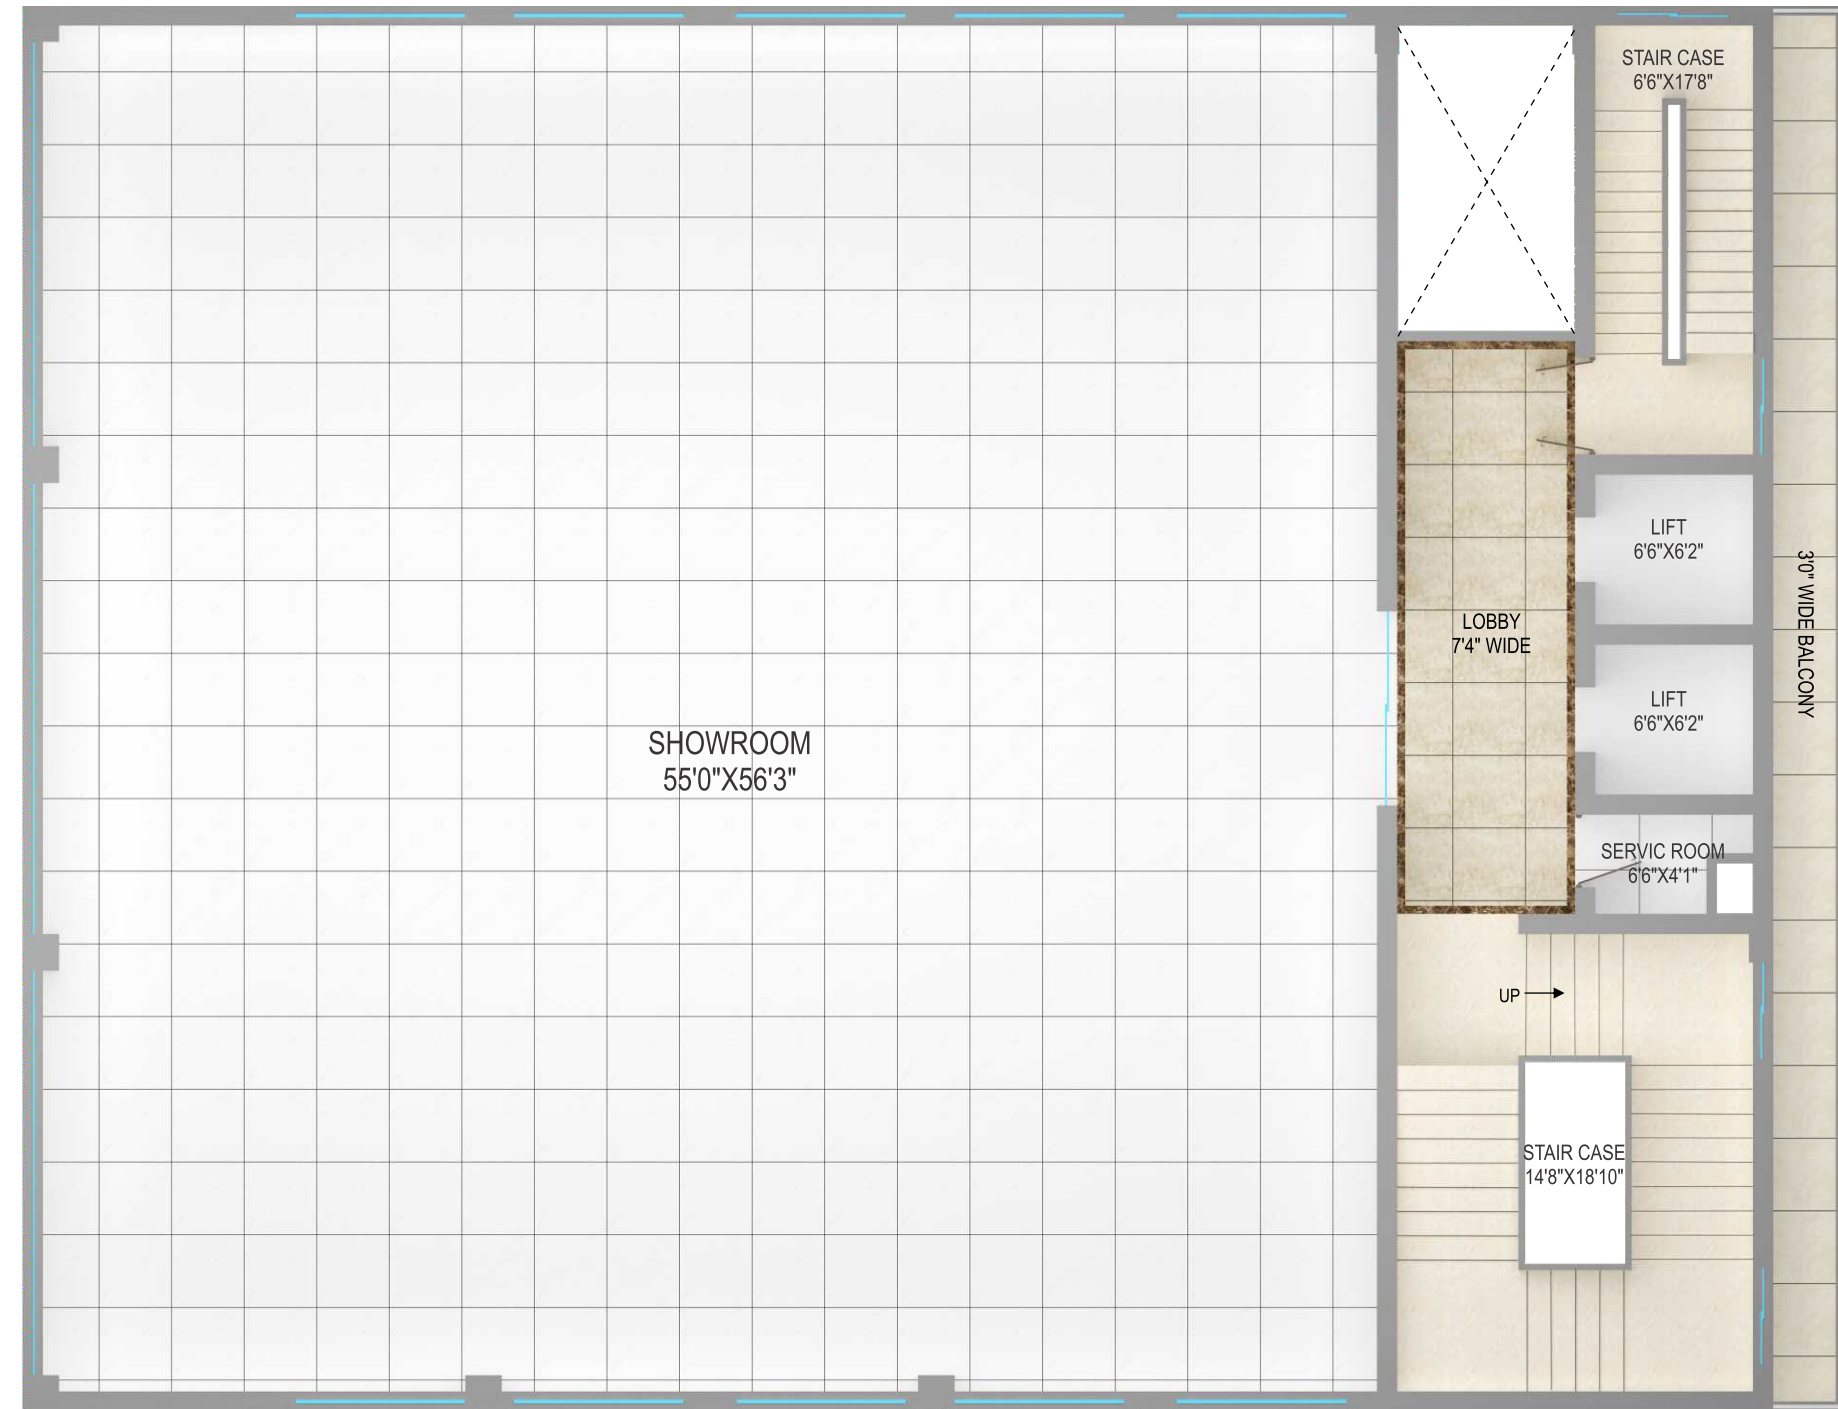 STAIR CASE
6'6"X17'8"
LIFT
6'6"X6'2"
LOBBY
7'4" WIDE
3'0" WIDE BALCONY
LIFT
6'6"X6'2"
SHOWROOM
55'0"X56'3"
SERVIC ROOM
6'6"X4'1"
UP
STAIR CASE
14'8"X18'10"